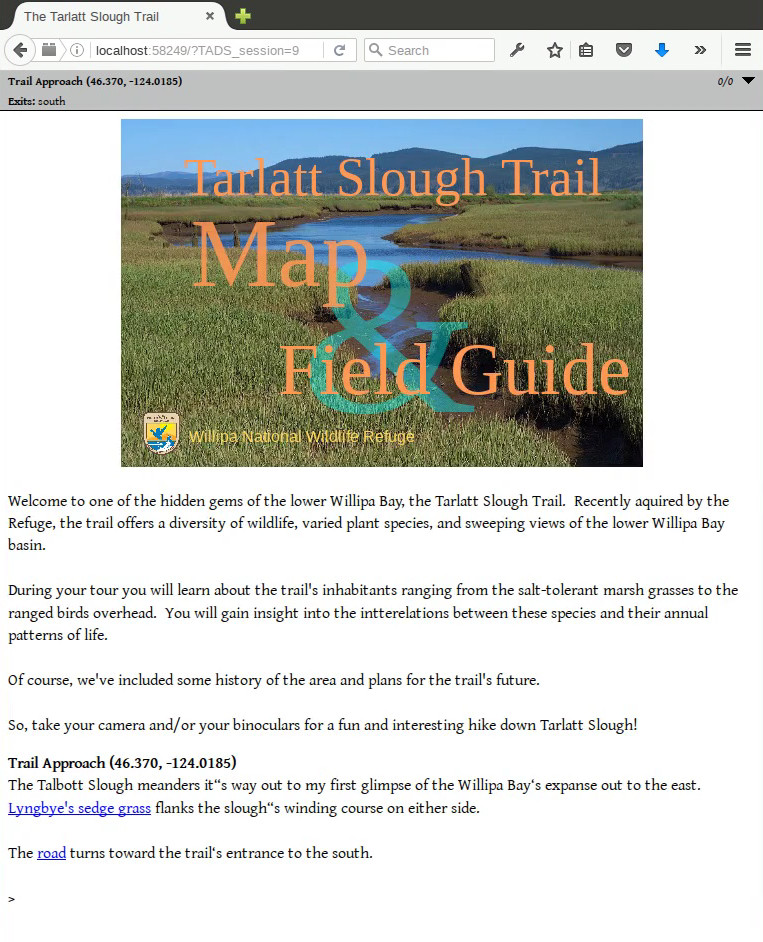 The Tarlatt Slough Trail
localhost:58249/?TADS_session=9
Search
Trail Approach (46.370, -124.0185)
0/0
Exits: south
Tarlatt Slough Trail
Map
&
Field Guide
Willipa National Wildlife Refuge
Welcome to one of the hidden gems of the lower Willipa Bay, the Tarlatt Slough Trail.  Recently aquired by the
Refuge, the trail offers a diversity of wildlife, varied plant species, and sweeping views of the lower Willipa Bay
basin.
During your tour you will learn about the trail's inhabitants ranging from the salt-tolerant marsh grasses to the
ranged birds overhead.  You will gain insight into the intterelations between these species and their annual
patterns of life.
Of course, we've included some history of the area and plans for the trail's future.
So, take your camera and/or your binoculars for a fun and interesting hike down Tarlatt Slough!
Trail Approach (46.370, -124.0185)
The Talbott Slough meanders it“s way out to my first glimpse of the Willipa Bay‘s expanse out to the east.
Lyngbye's sedge grass flanks the slough“s winding course on either side.
The road turns toward the trail‘s entrance to the south.
>